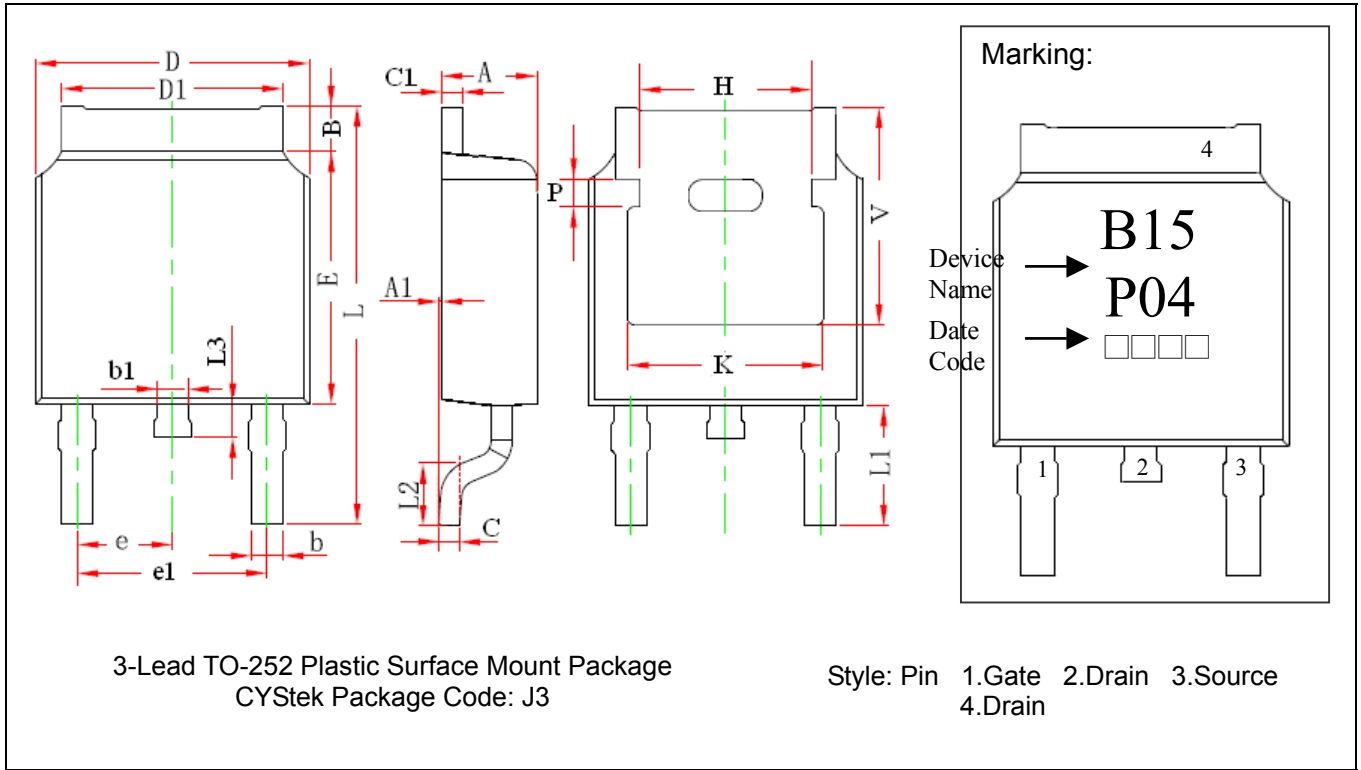 D
D1
B
E
L
L3
b1
e
b
e1
C1
A
A1
L2
C
H
P
V
K
L1
Marking:
4
B15
Device
Name
P04
Date
Code
□□□□
1 2 3
3-Lead TO-252 Plastic Surface Mount Package
CYStek Package Code: J3
Style: Pin 1.Gate 2.Drain 3.Source
4.Drain